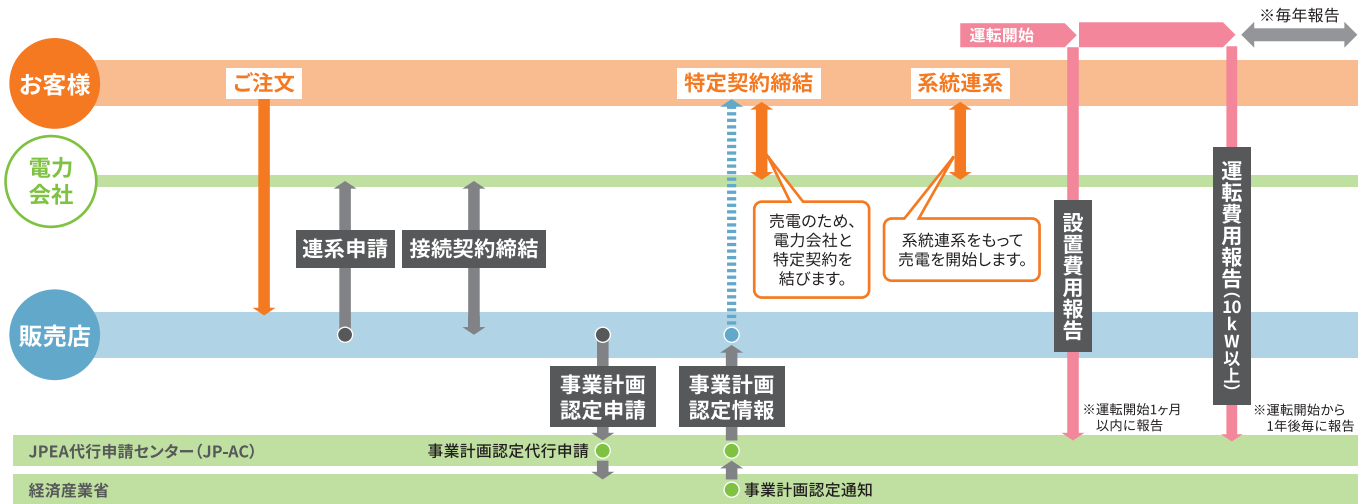 ※毎年報告
運転開始
お客様
ご注文
特定契約締結
系統連系
電力
会社
売電のため、
電力会社と
特定契約を
結びます。
系統連系をもって
売電を開始します。
連系申請
接続契約締結
設置費用報告
運転費用報告(10kW以上)
販売店
事業計画
認定申請
事業計画
認定情報
※運転開始1ヶ月
以内に報告
※運転開始から
1年後毎に報告
JPEA代行申請センター(JP-AC)
事業計画認定代行申請
経済産業省
事業計画認定通知